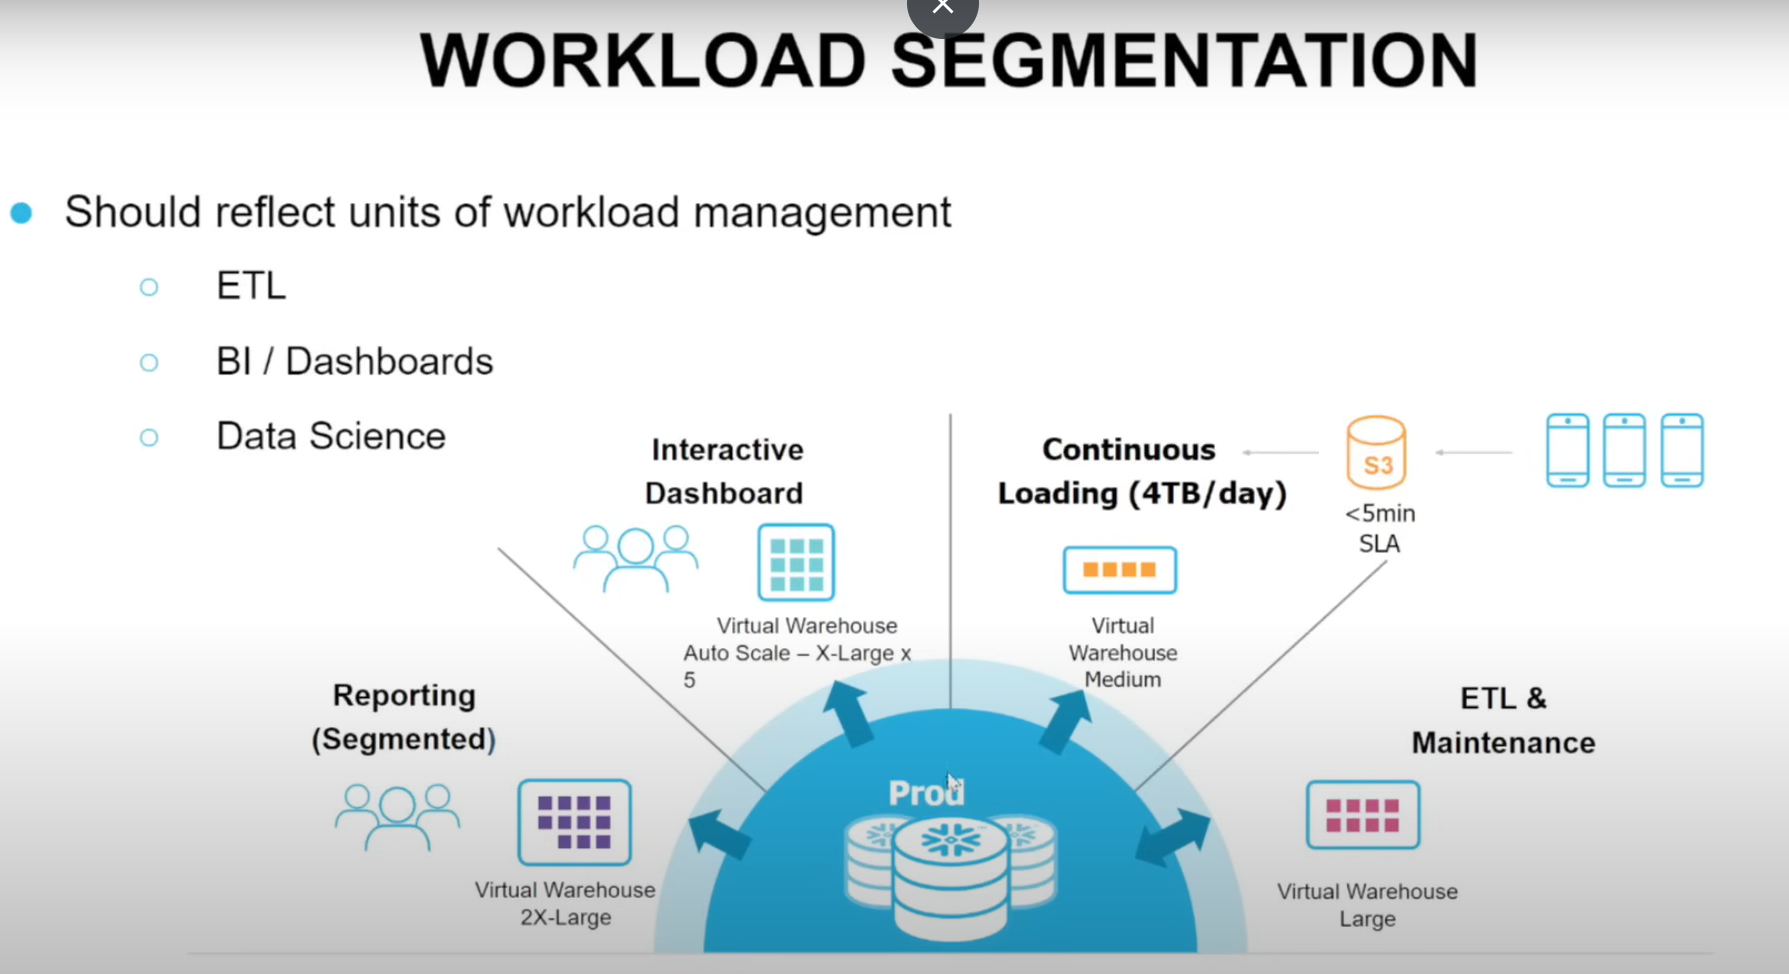 WORKLOAD SEGMENTATION
Should reflect units of workload management
ETL
BI / Dashboards
Data Science
Interactive
Dashboard
Virtual Warehouse
Auto Scale – X-Large x
5
Continuous
Loading (4TB/day)
S3
<5min
SLA
Virtual
Warehouse
Medium
Reporting
(Segmented)
Virtual Warehouse
2X-Large
Prod
ETL &
Maintenance
Virtual Warehouse
Large